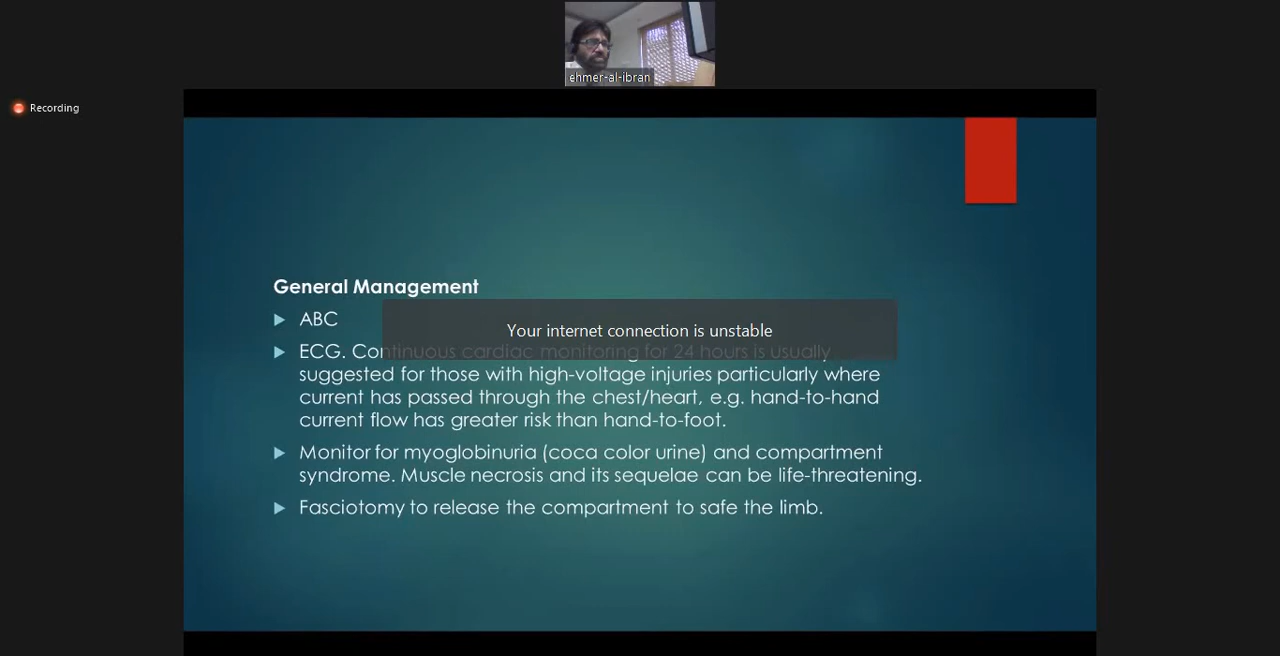 ehmer-al-ibran
Recording
General Management
ABC
Your internet connection is unstable
ECG. Continuous cardiac monitoring for 24 hours is usually
suggested for those with high-voltage injuries particularly where
current has passed through the chest/heart, e.g. hand-to-hand
current flow has greater risk than hand-to-foot.
Monitor for myoglobinuria (coca color urine) and compartment
syndrome. Muscle necrosis and its sequelae can be life-threatening.
Fasciotomy to release the compartment to safe the limb.